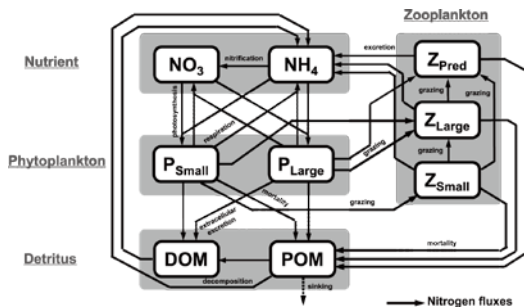 Zooplankton
Nutrient
NO3
nitrification
NH4
excretion
ZPred
photosynthesis
respiration
grazing
grazing
ZLarge
Phytoplankton
PSmall
PLarge
grazing
grazing
ZSmall
mortality
grazing
extracellular
excretion
mortality
Detritus
DOM
POM
decomposition
sinking
Nitrogen fluxes